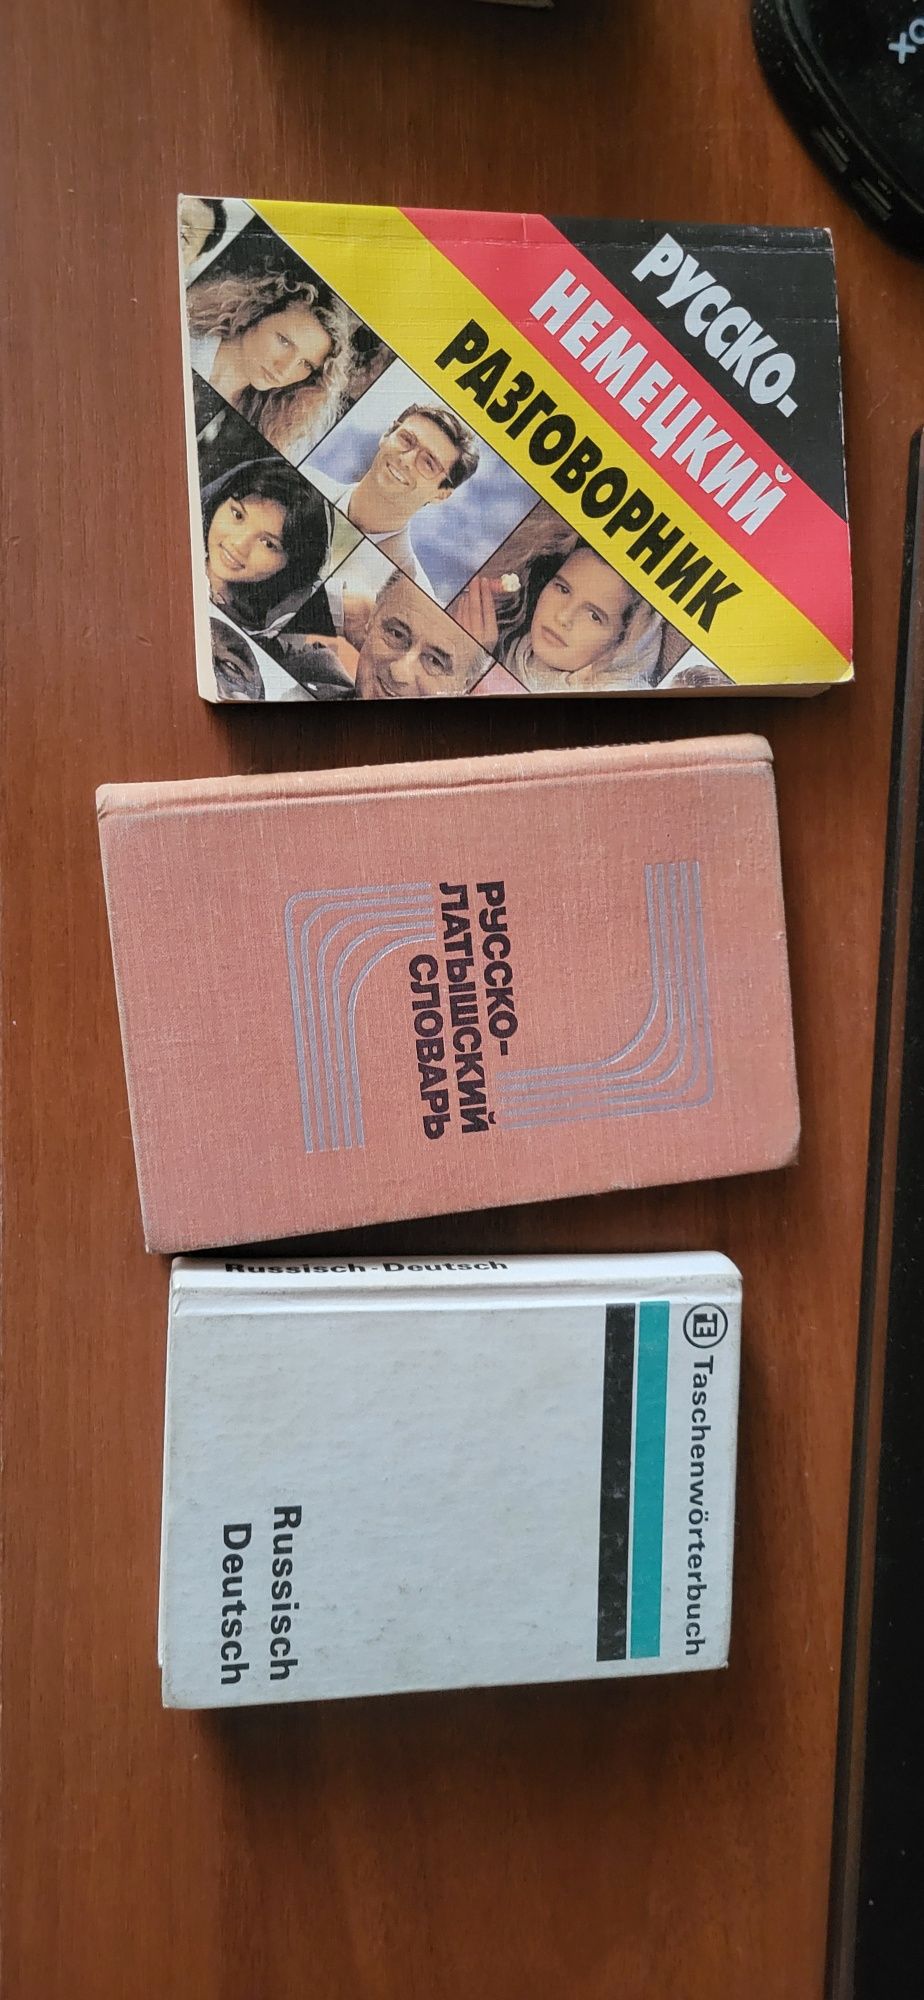 РУССКО-
НЕМЕЦКИЙ
РАЗГОВОРНИК
РУССКО-
ЛАТЫШСКИЙ
СЛОВАРЬ
Russisch-Deutsch
Taschenwörterbuch
Russisch
Deutsch